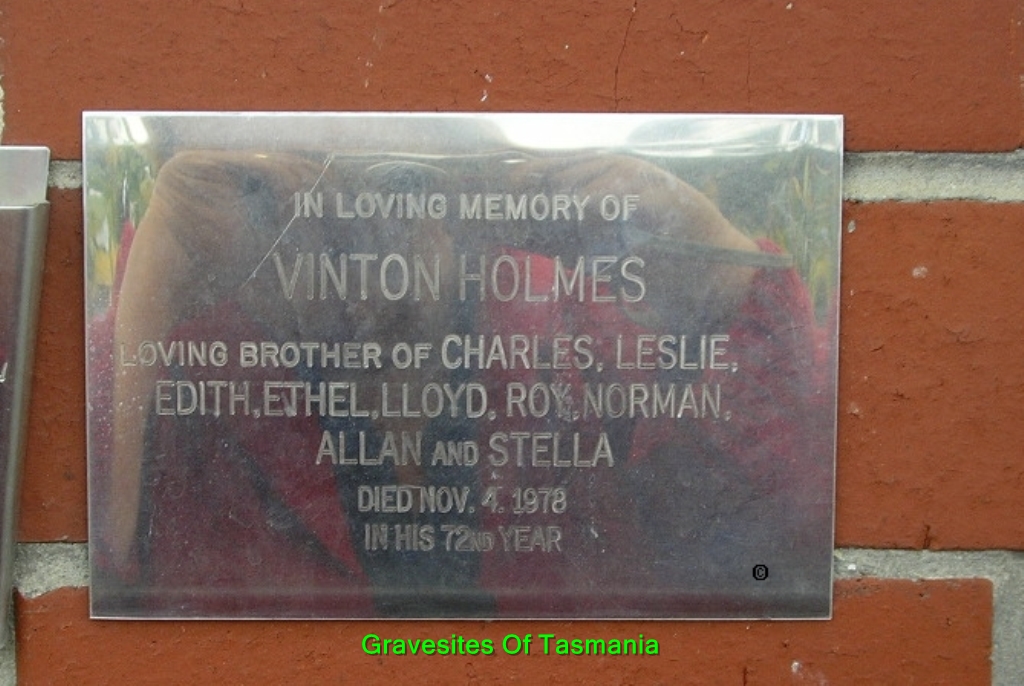 IN LOVING MEMORY OF
VINTON HOLMES
LOVING BROTHER OF CHARLES, LESLIE,
EDITH, ETHEL, LLOYD, ROY, NORMAN,
ALLAN AND STELLA
DIED NOV. 4. 1978
IN HIS 72ND YEAR
©
Gravesites Of Tasmania